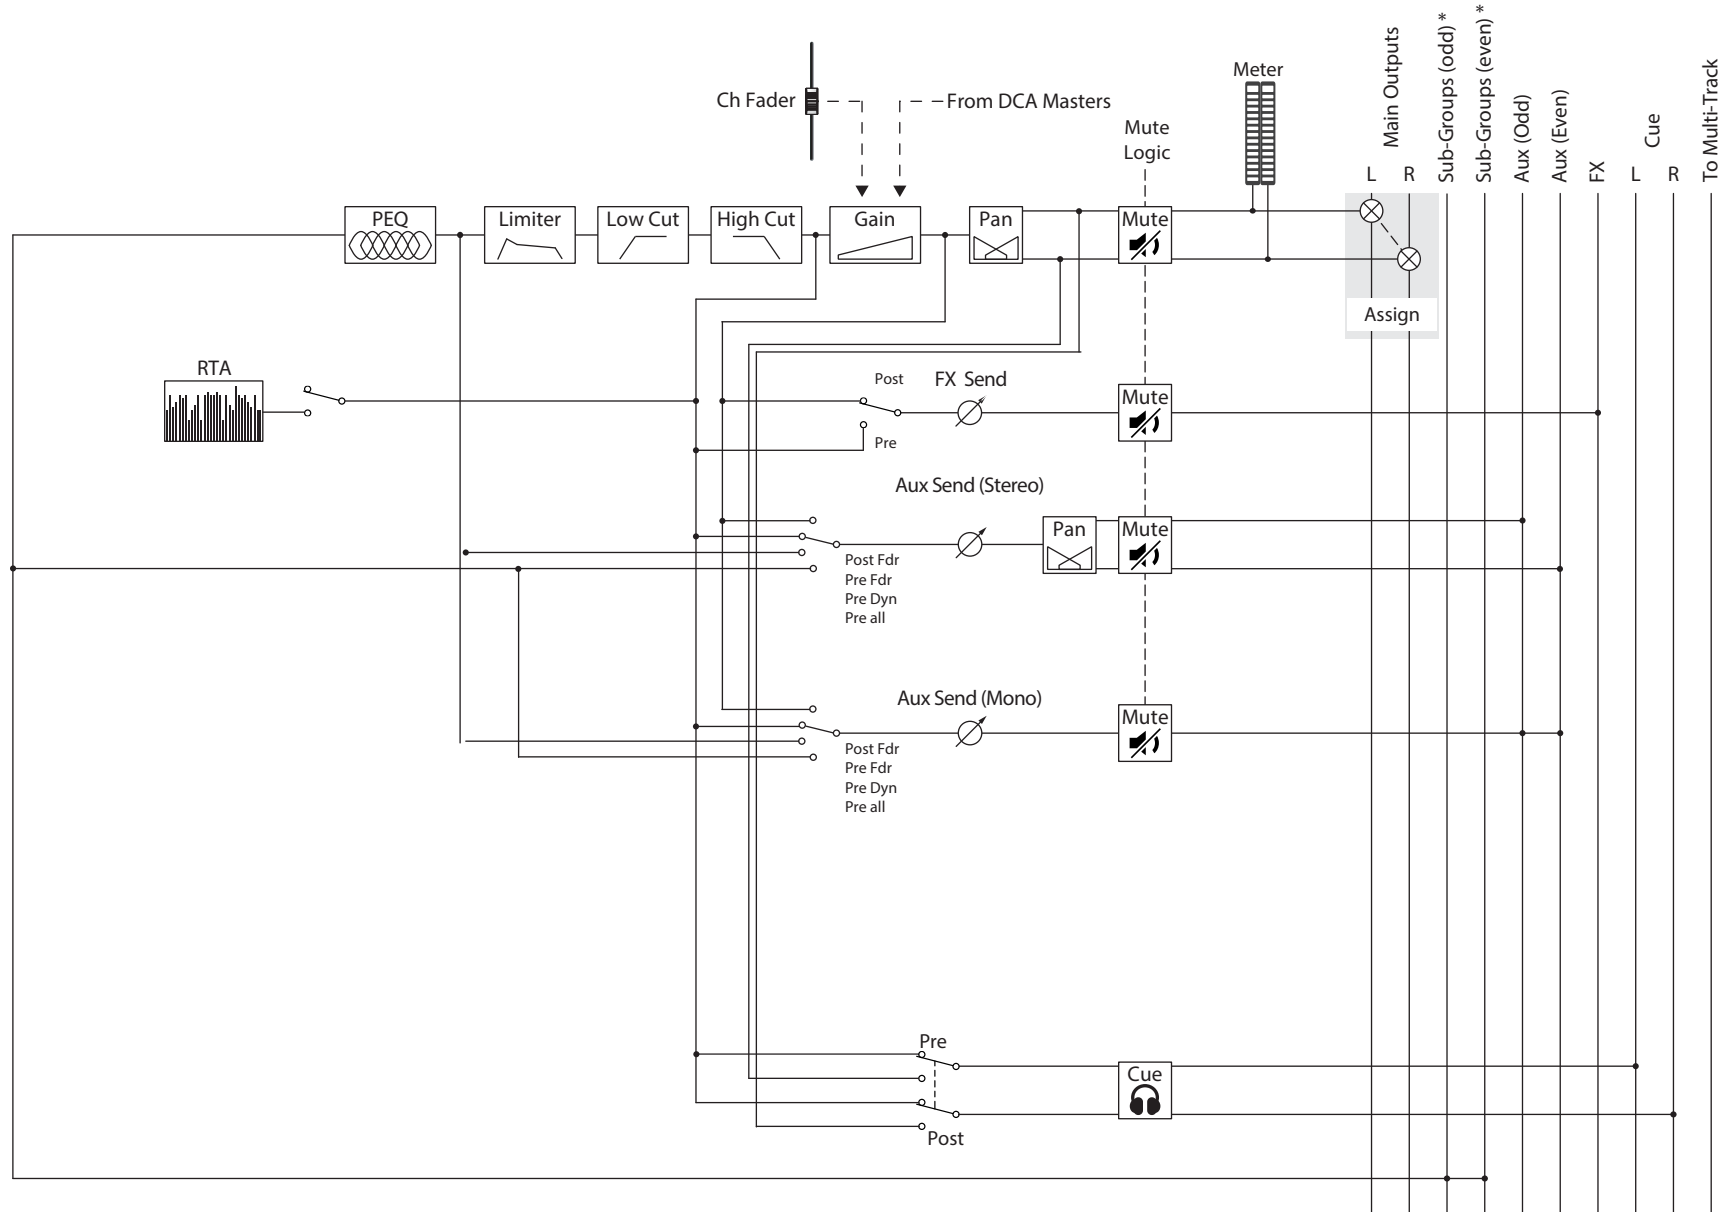 Ch Fader
From DCA Masters
Mute
Logic
Meter
Main Outputs
L
R
Sub-Groups (odd) *
Sub-Groups (even) *
Aux (Odd)
Aux (Even)
FX
Cue
L
R
To Multi-Track
PEQ
Limiter
Low Cut
High Cut
Gain
Pan
Mute
Assign
RTA
Post
FX Send
Pre
Mute
Aux Send (Stereo)
Pan
Mute
Post Fdr
Pre Fdr
Pre Dyn
Pre all
Aux Send (Mono)
Mute
Post Fdr
Pre Fdr
Pre Dyn
Pre all
Pre
Cue
Post